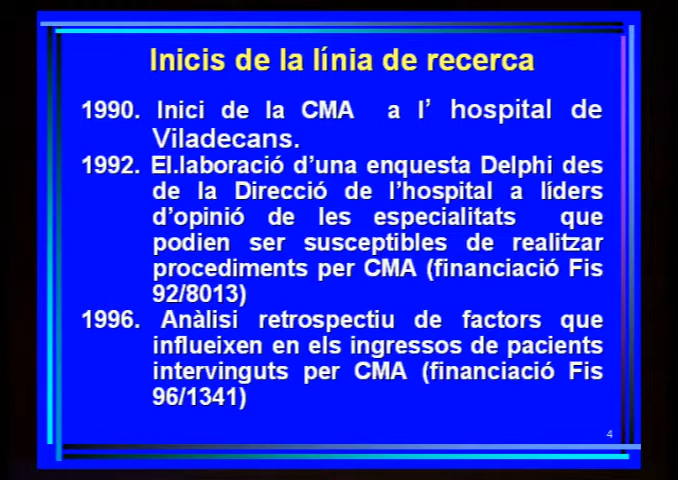 Inicis de la línia de recerca
1990. Inici de la CMA a l’ hospital de
Viladecans.
1992. El.laboració d’una enquesta Delphi des
de la Direcció de l’hospital a líders
d’opinió de les especialitats que
podien ser susceptibles de realitzar
procediments per CMA (financiació Fis
92/8013)
1996. Anàlisi retrospectiu de factors que
influeixen en els ingressos de pacients
intervinguts per CMA (financiació Fis
96/1341)
4